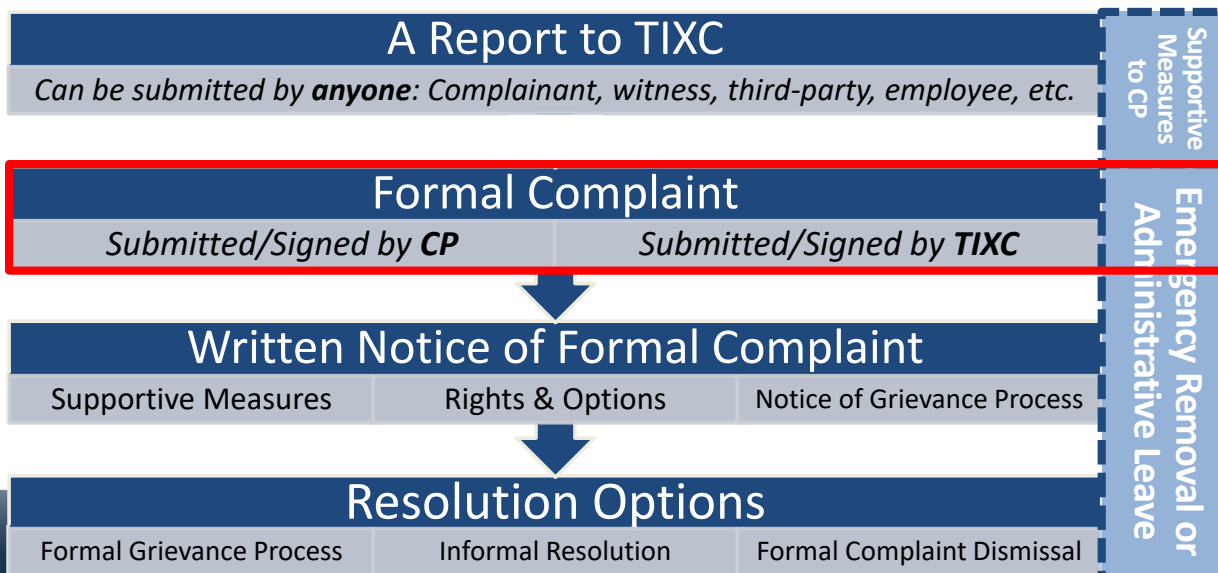 A Report to TIXC
Can be submitted by anyone: Complainant, witness, third-party, employee, etc.
Formal Complaint
Submitted/Signed by CP
Submitted/Signed by TIXC
Written Notice of Formal Complaint
Supportive Measures
Rights & Options
Notice of Grievance Process
Resolution Options
Formal Grievance Process
Informal Resolution
Formal Complaint Dismissal
Supportive
Measures
to CP
Emergency Removal or
Administrative Leave